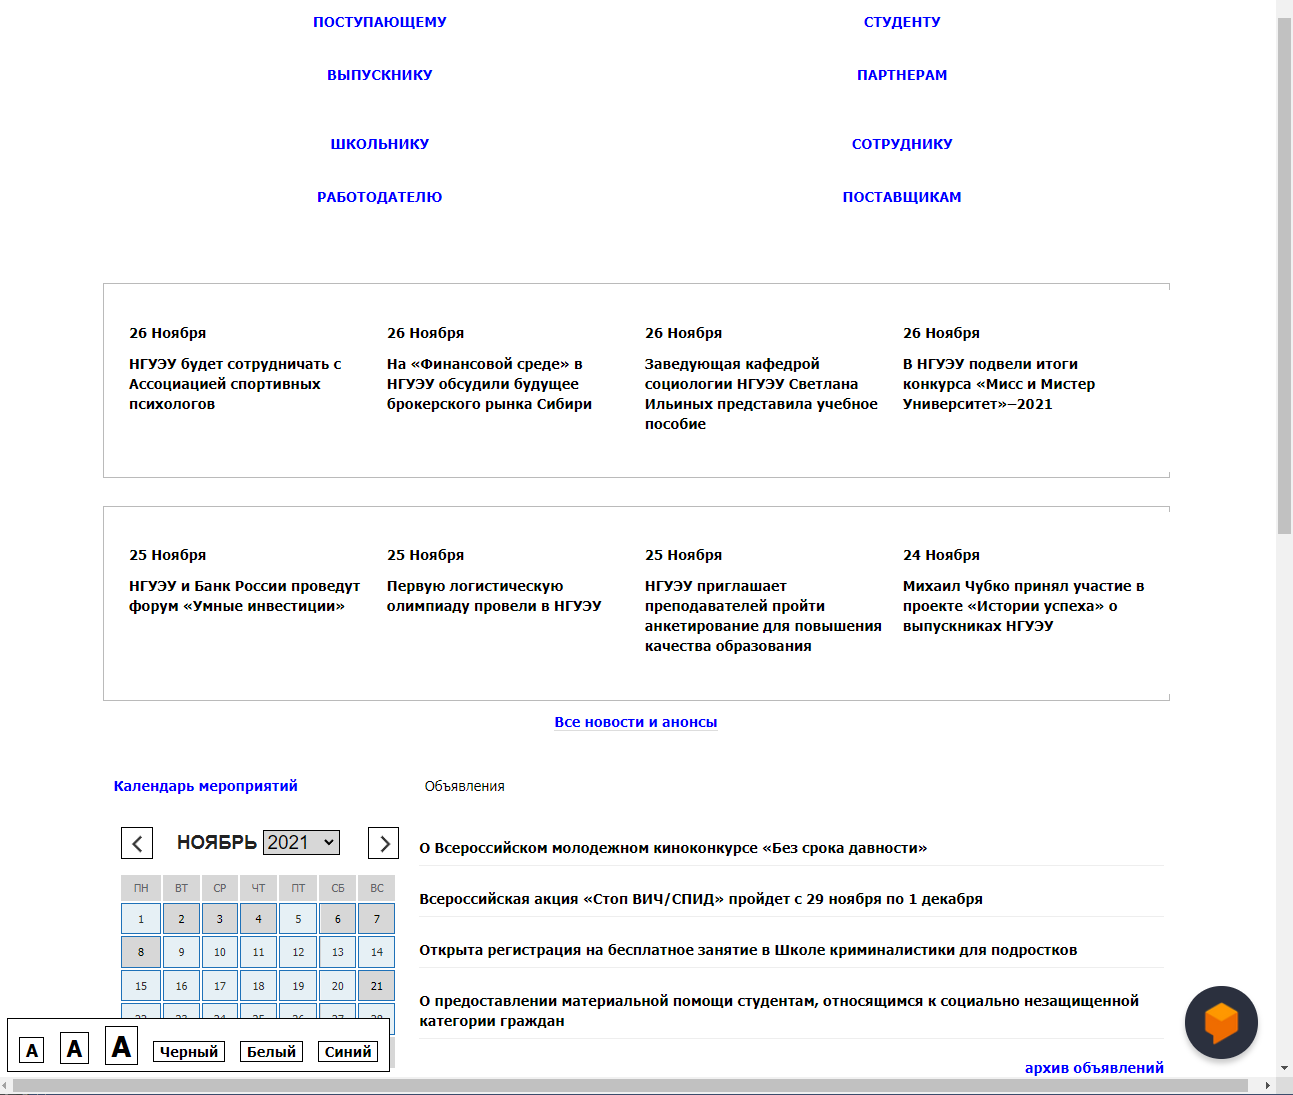 ПОСТУПАЮЩЕМУ
СТУДЕНТУ
ВЫПУСКНИКУ
ПАРТНЕРАМ
ШКОЛЬНИКУ
СОТРУДНИКУ
РАБОТОДАТЕЛЮ
ПОСТАВЩИКАМ
26 Ноября
НГУЭУ будет сотрудничать с
Ассоциацией спортивных
психологов
26 Ноября
На «Финансовой среде» в
НГУЭУ обсудили будущее
брокерского рынка Сибири
26 Ноября
Заведующая кафедрой
социологии НГУЭУ Светлана
Ильиных представила учебное
пособие
26 Ноября
В НГУЭУ подвели итоги
конкурса «Мисс и Мистер
Университет»–2021
25 Ноября
НГУЭУ и Банк России проведут
форум «Умные инвестиции»
25 Ноября
Первую логистическую
олимпиаду провели в НГУЭУ
25 Ноября
НГУЭУ приглашает
преподавателей пройти
анкетирование для повышения
качества образования
24 Ноября
Михаил Чубко принял участие в
проекте «Истории успеха» о
выпускниках НГУЭУ
Все новости и анонсы
Календарь мероприятий
НОЯБРЬ 2021
ПН ВТ СР ЧТ ПТ СБ ВС
1 2 3 4 5 6 7
8 9 10 11 12 13 14
15 16 17 18 19 20 21
Объявления
О Всероссийском молодежном киноконкурсе «Без срока давности»
Всероссийская акция «Стоп ВИЧ/СПИД» пройдет с 29 ноября по 1 декабря
Открыта регистрация на бесплатное занятие в Школе криминалистики для подростков
О предоставлении материальной помощи студентам, относящимся к социально незащищенной
категории граждан
архив объявлений
А А А Черный Белый Синий